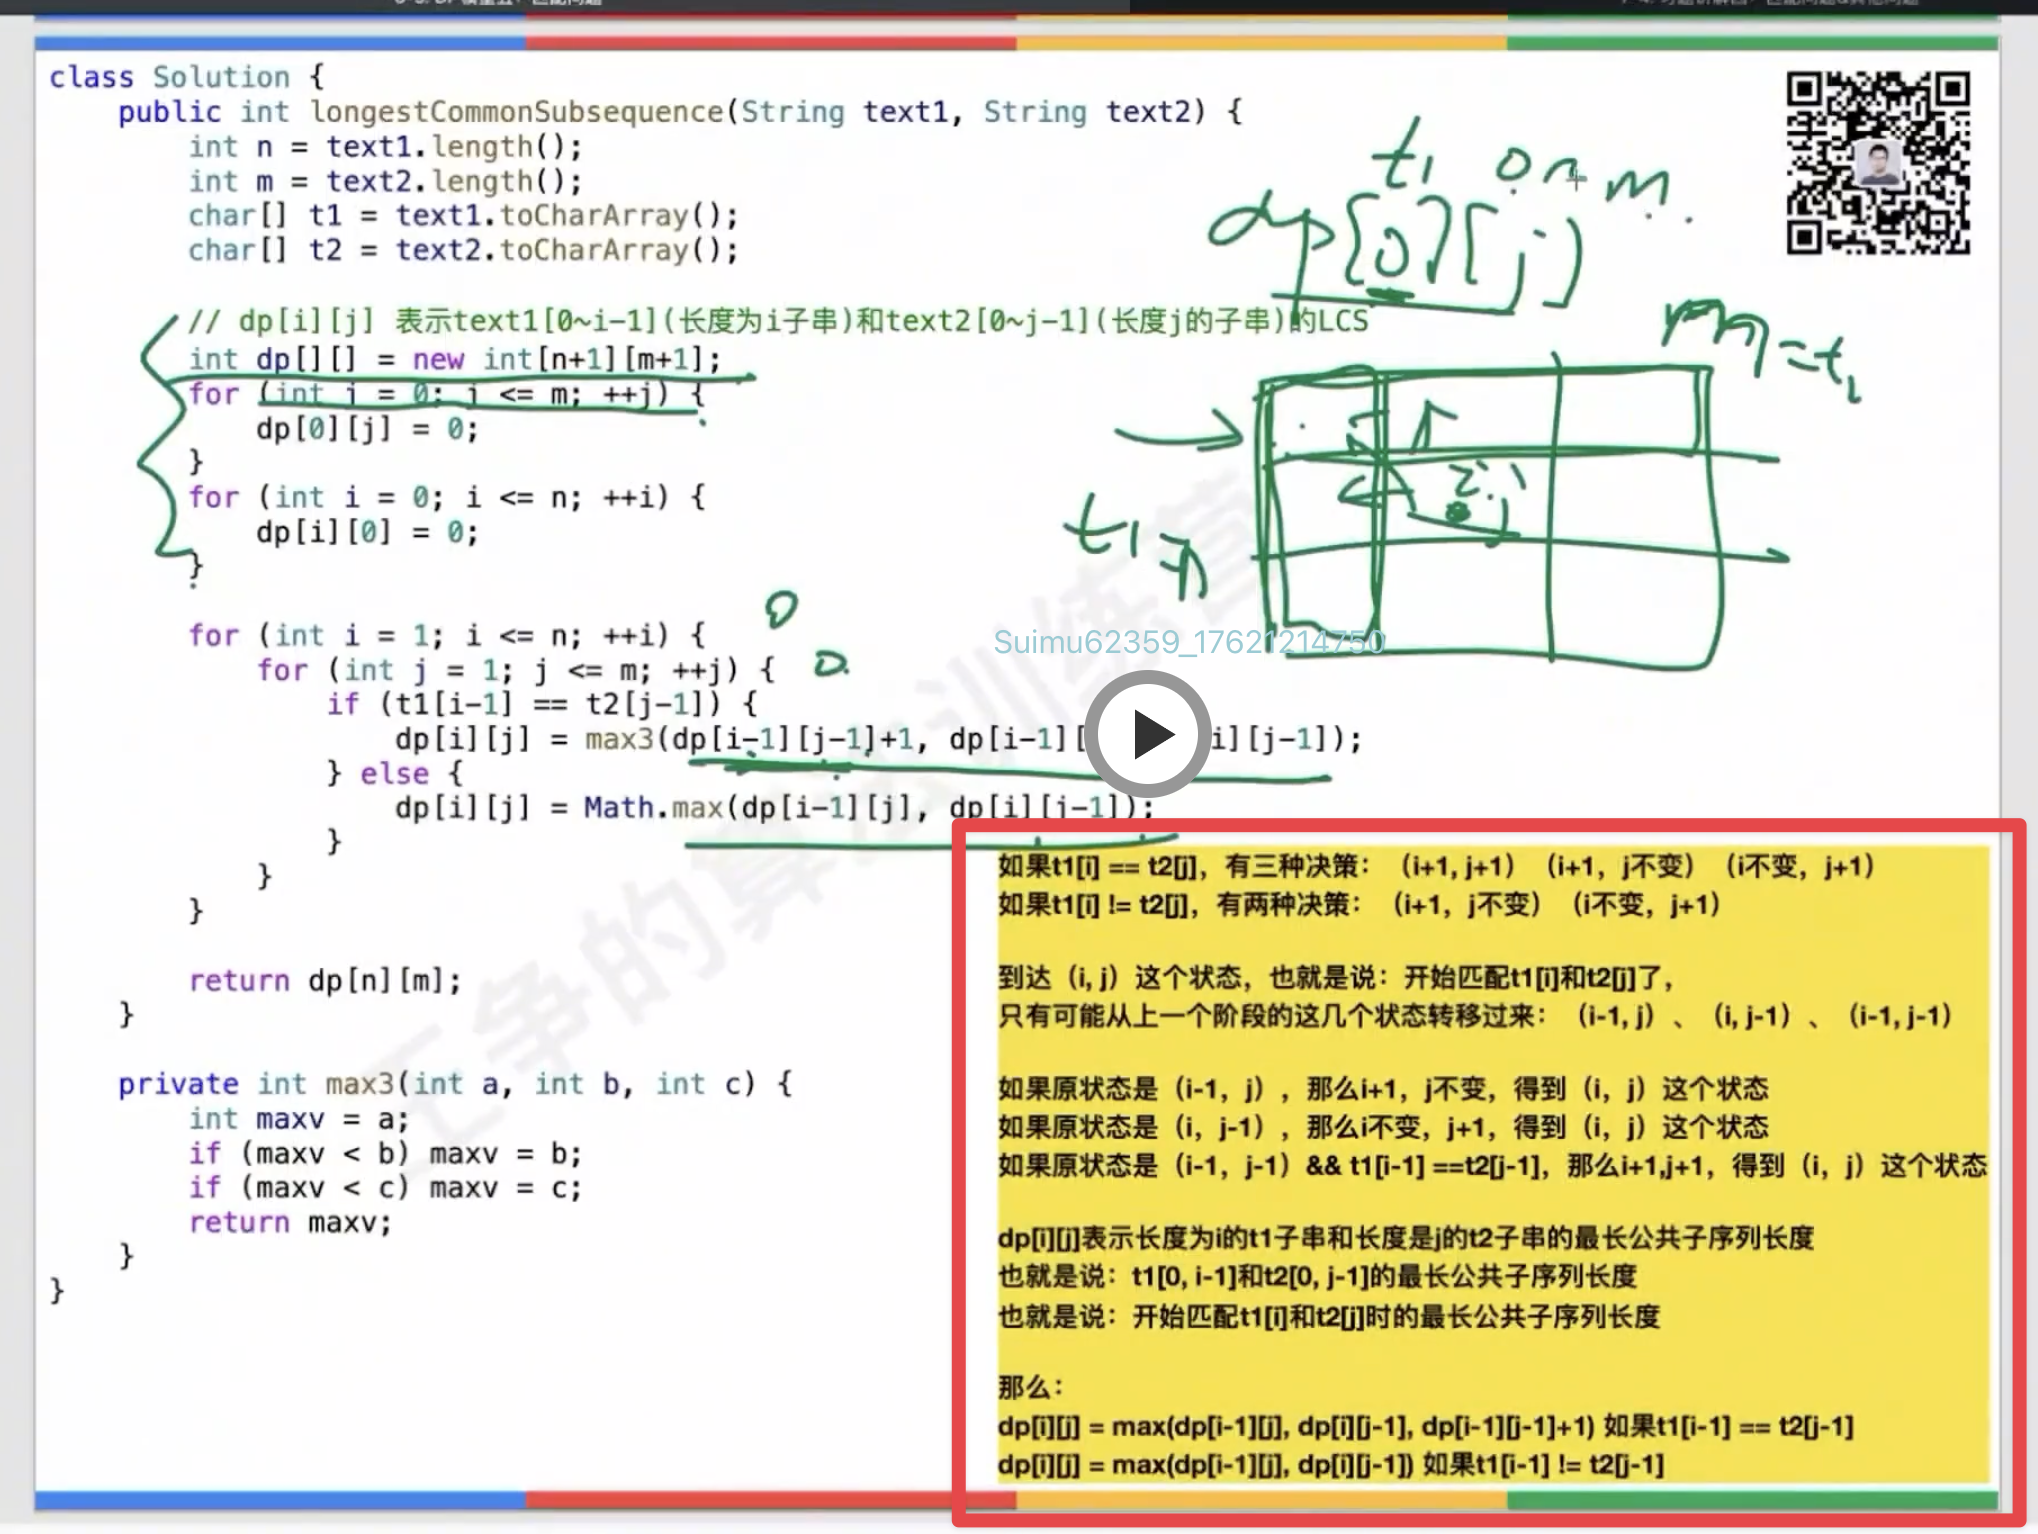 class Solution {
public int longestCommonSubsequence(String text1, String text2) {
int n = text1.length();
int m = text2.length();
char[] t1 = text1.toCharArray();
char[] t2 = text2.toCharArray();
// dp[i][j] 表示text1[0~i-1](长度为i子串)和text2[0~j-1](长度j的子串)的LCS
int dp[][] = new int[n+1][m+1];
for (int j = 0; j <= m; ++j) {
dp[0][j] = 0;
}
for (int i = 0; i <= n; ++i) {
dp[i][0] = 0;
}
for (int i = 1; i <= n; ++i) {
for (int j = 1; j <= m; ++j) {
if (t1[i-1] == t2[j-1]) {
dp[i][j] = max3(dp[i-1][j-1]+1, dp[i-1][ i][j-1]);
} else {
dp[i][j] = Math.max(dp[i-1][j], dp[i][j-1]);
}
}
}
return dp[n][m];
}
private int max3(int a, int b, int c) {
int maxv = a;
if (maxv < b) maxv = b;
if (maxv < c) maxv = c;
return maxv;
}
}
t1 0 n m
dp[0][j]
m=t2
t1=n
i,j
0
0
Suimu62359_17621214750
王争的算法训练营
如果t1[i] == t2[j]，有三种决策：（i+1, j+1）（i+1，j不变）（i不变，j+1）
如果t1[i] != t2[j]，有两种决策：（i+1，j不变）（i不变，j+1）
到达（i, j）这个状态，也就是说：开始匹配t1[i]和t2[j]了，
只有可能从上一个阶段的这几个状态转移过来：（i-1, j）、（i, j-1）、（i-1, j-1）
如果原状态是（i-1，j），那么i+1，j不变，得到（i，j）这个状态
如果原状态是（i，j-1），那么i不变，j+1，得到（i，j）这个状态
如果原状态是（i-1，j-1）&& t1[i-1] ==t2[j-1]，那么i+1,j+1，得到（i，j）这个状态
dp[i][j]表示长度为i的t1子串和长度是j的t2子串的最长公共子序列长度
也就是说：t1[0, i-1]和t2[0, j-1]的最长公共子序列长度
也就是说：开始匹配t1[i]和t2[j]时的最长公共子序列长度
那么：
dp[i][j] = max(dp[i-1][j], dp[i][j-1], dp[i-1][j-1]+1) 如果t1[i-1] == t2[j-1]
dp[i][j] = max(dp[i-1][j], dp[i][j-1]) 如果t1[i-1] != t2[j-1]